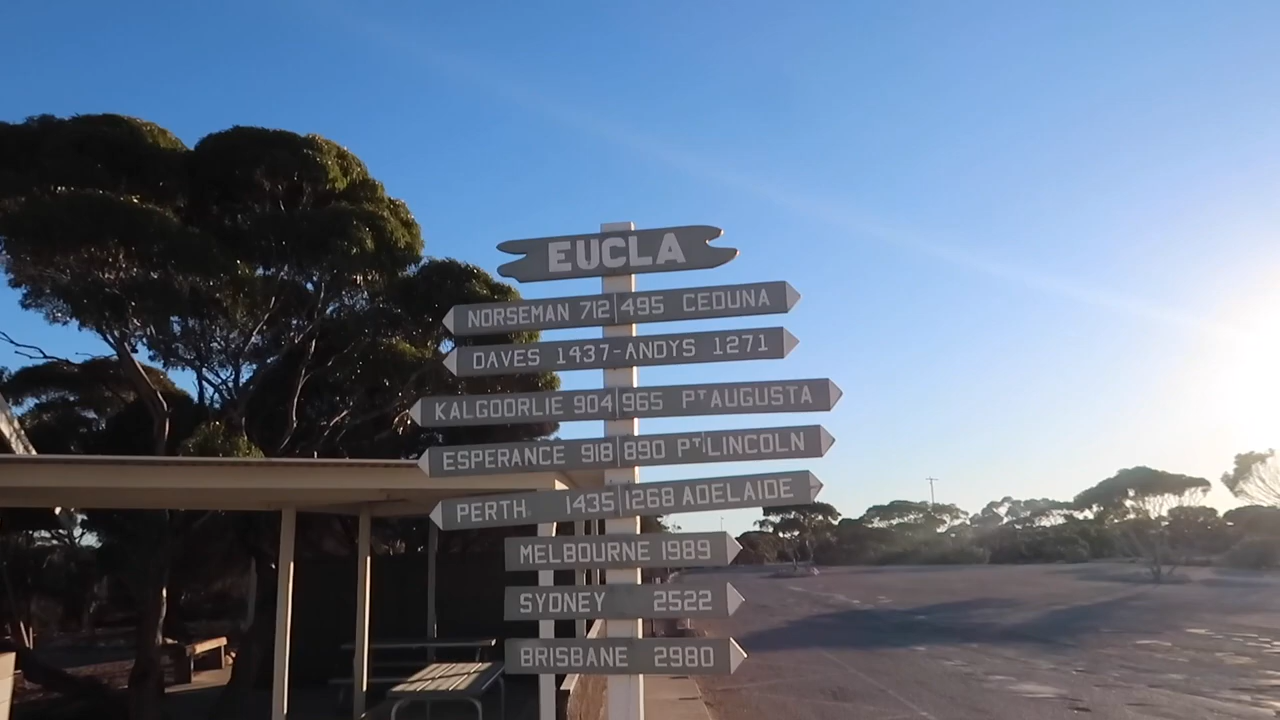 EUCLA
NORSEMAN 712 495 CEDUNA
DAVES 1437-ANDYS 1271
KALGOORLIE 904 965 PT AUGUSTA
ESPERANCE 918 890 PT LINCOLN
PERTH 1435 1268 ADELAIDE
MELBOURNE 1989
SYDNEY 2522
BRISBANE 2980